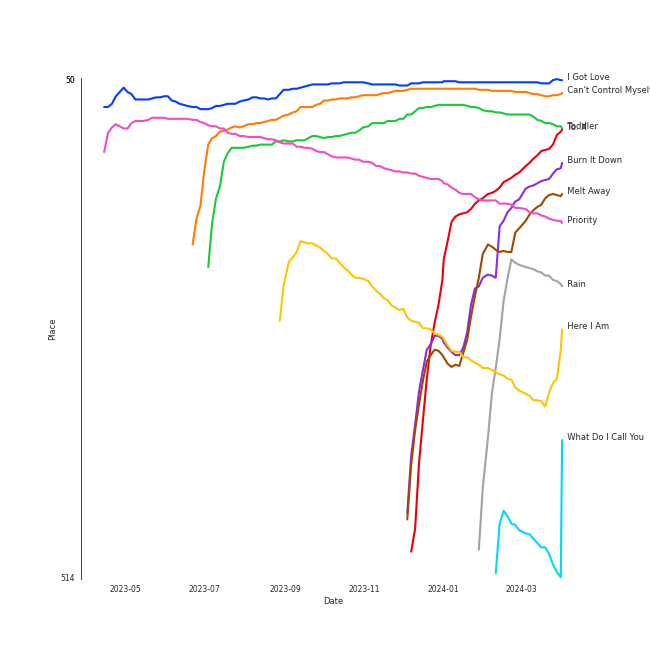 50
I Got Love
Can't Control Myself
Toddler
Burn It Down
Melt Away
Priority
Rain
Here I Am
What Do I Call You
Place
514
2023-05
2023-07
2023-09
2023-11
2024-01
2024-03
Date